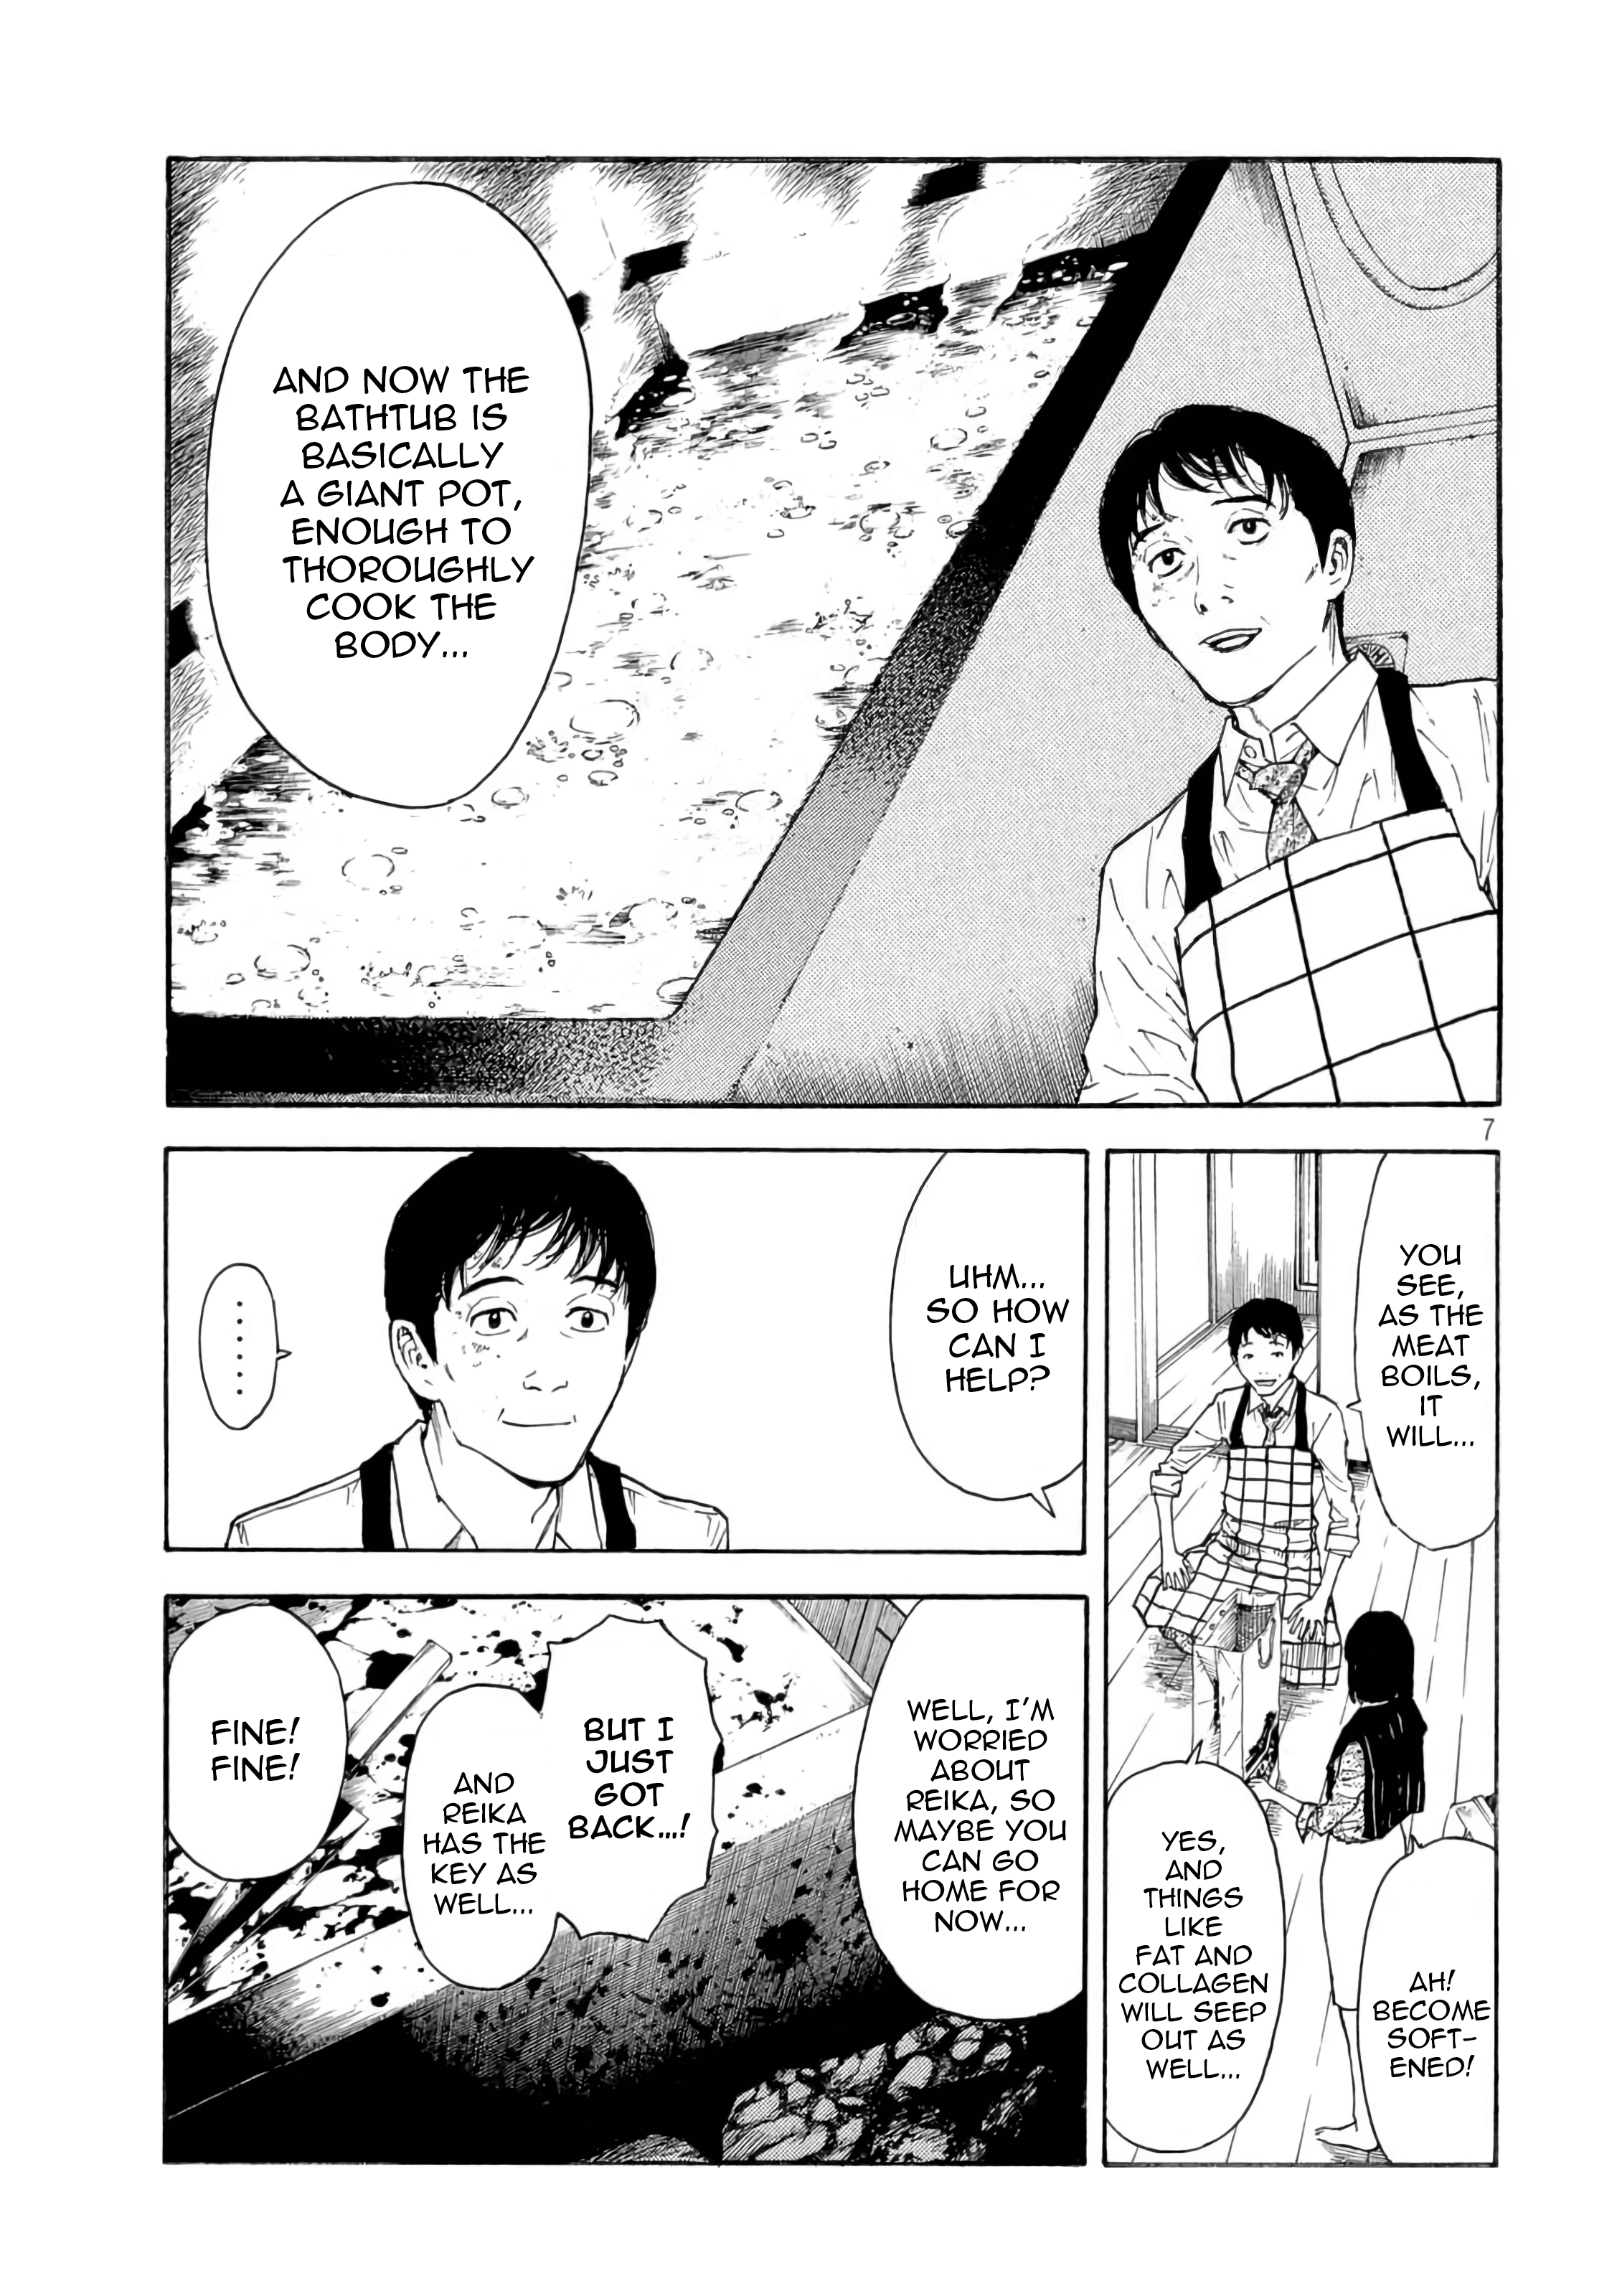 AND NOW THE
BATHTUB IS
BASICALLY
A GIANT POT,
ENOUGH TO
THOROUGHLY
COOK THE
BODY...
7
YOU
SEE,
AS THE
MEAT
BOILS,
IT
WILL...
AH!
BECOME
SOFT-
ENED!
YES,
AND
THINGS
LIKE
FAT AND
COLLAGEN
WILL SEEP
OUT AS
WELL...
UHM...
SO HOW
CAN I
HELP?
......
WELL, I'M
WORRIED
ABOUT
REIKA, SO
MAYBE YOU
CAN GO
HOME FOR
NOW...
BUT I
JUST
GOT
BACK...!
AND
REIKA
HAS THE
KEY AS
WELL...
FINE!
FINE!